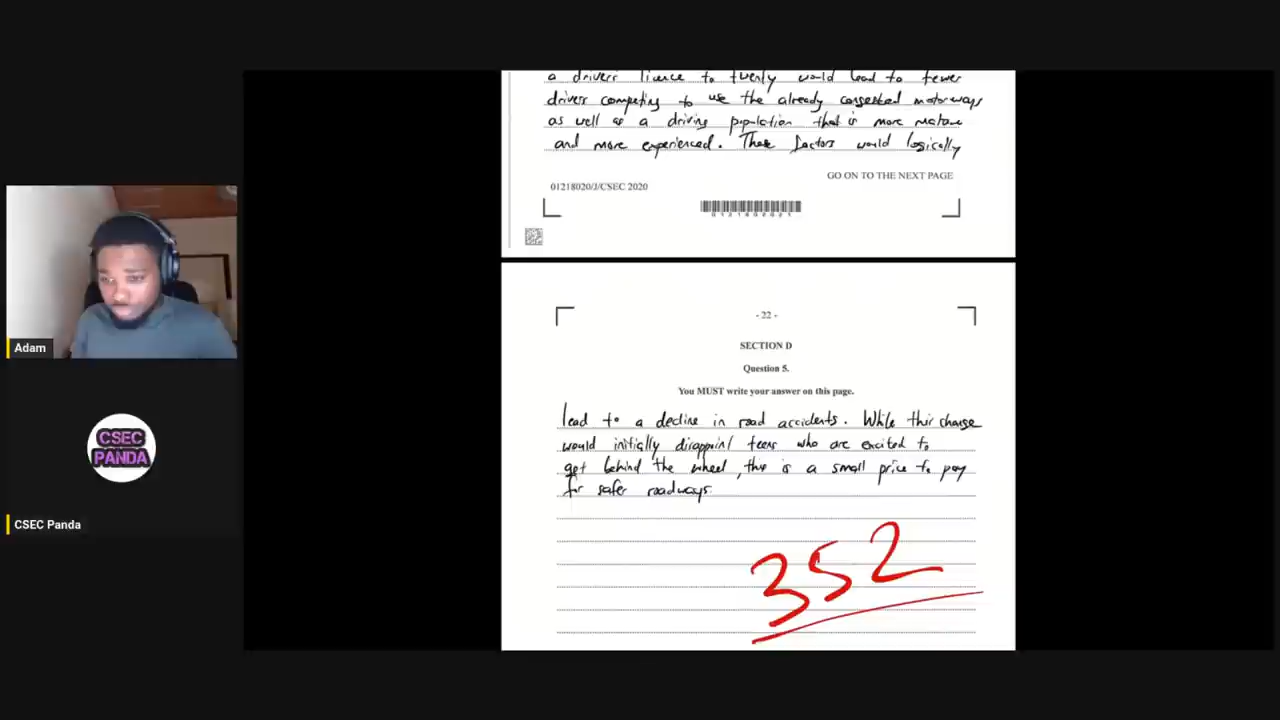 a drivers licence to twenty would lead to fewer
drivers competing to use the already congested motorways
as well as a driving population that is more mature
and more experienced. These factors would logically
GO ON TO THE NEXT PAGE
01218020/J/CSEC 2020
0121802021
- 22 -
SECTION D
Question 5.
You MUST write your answer on this page.
lead to a decline in road accidents. While this change
would initially disappoint teens who are excited to
get behind the wheel, this is a small price to pay
for safer roadways.
352
Adam
CSEC
PANDA
CSEC Panda